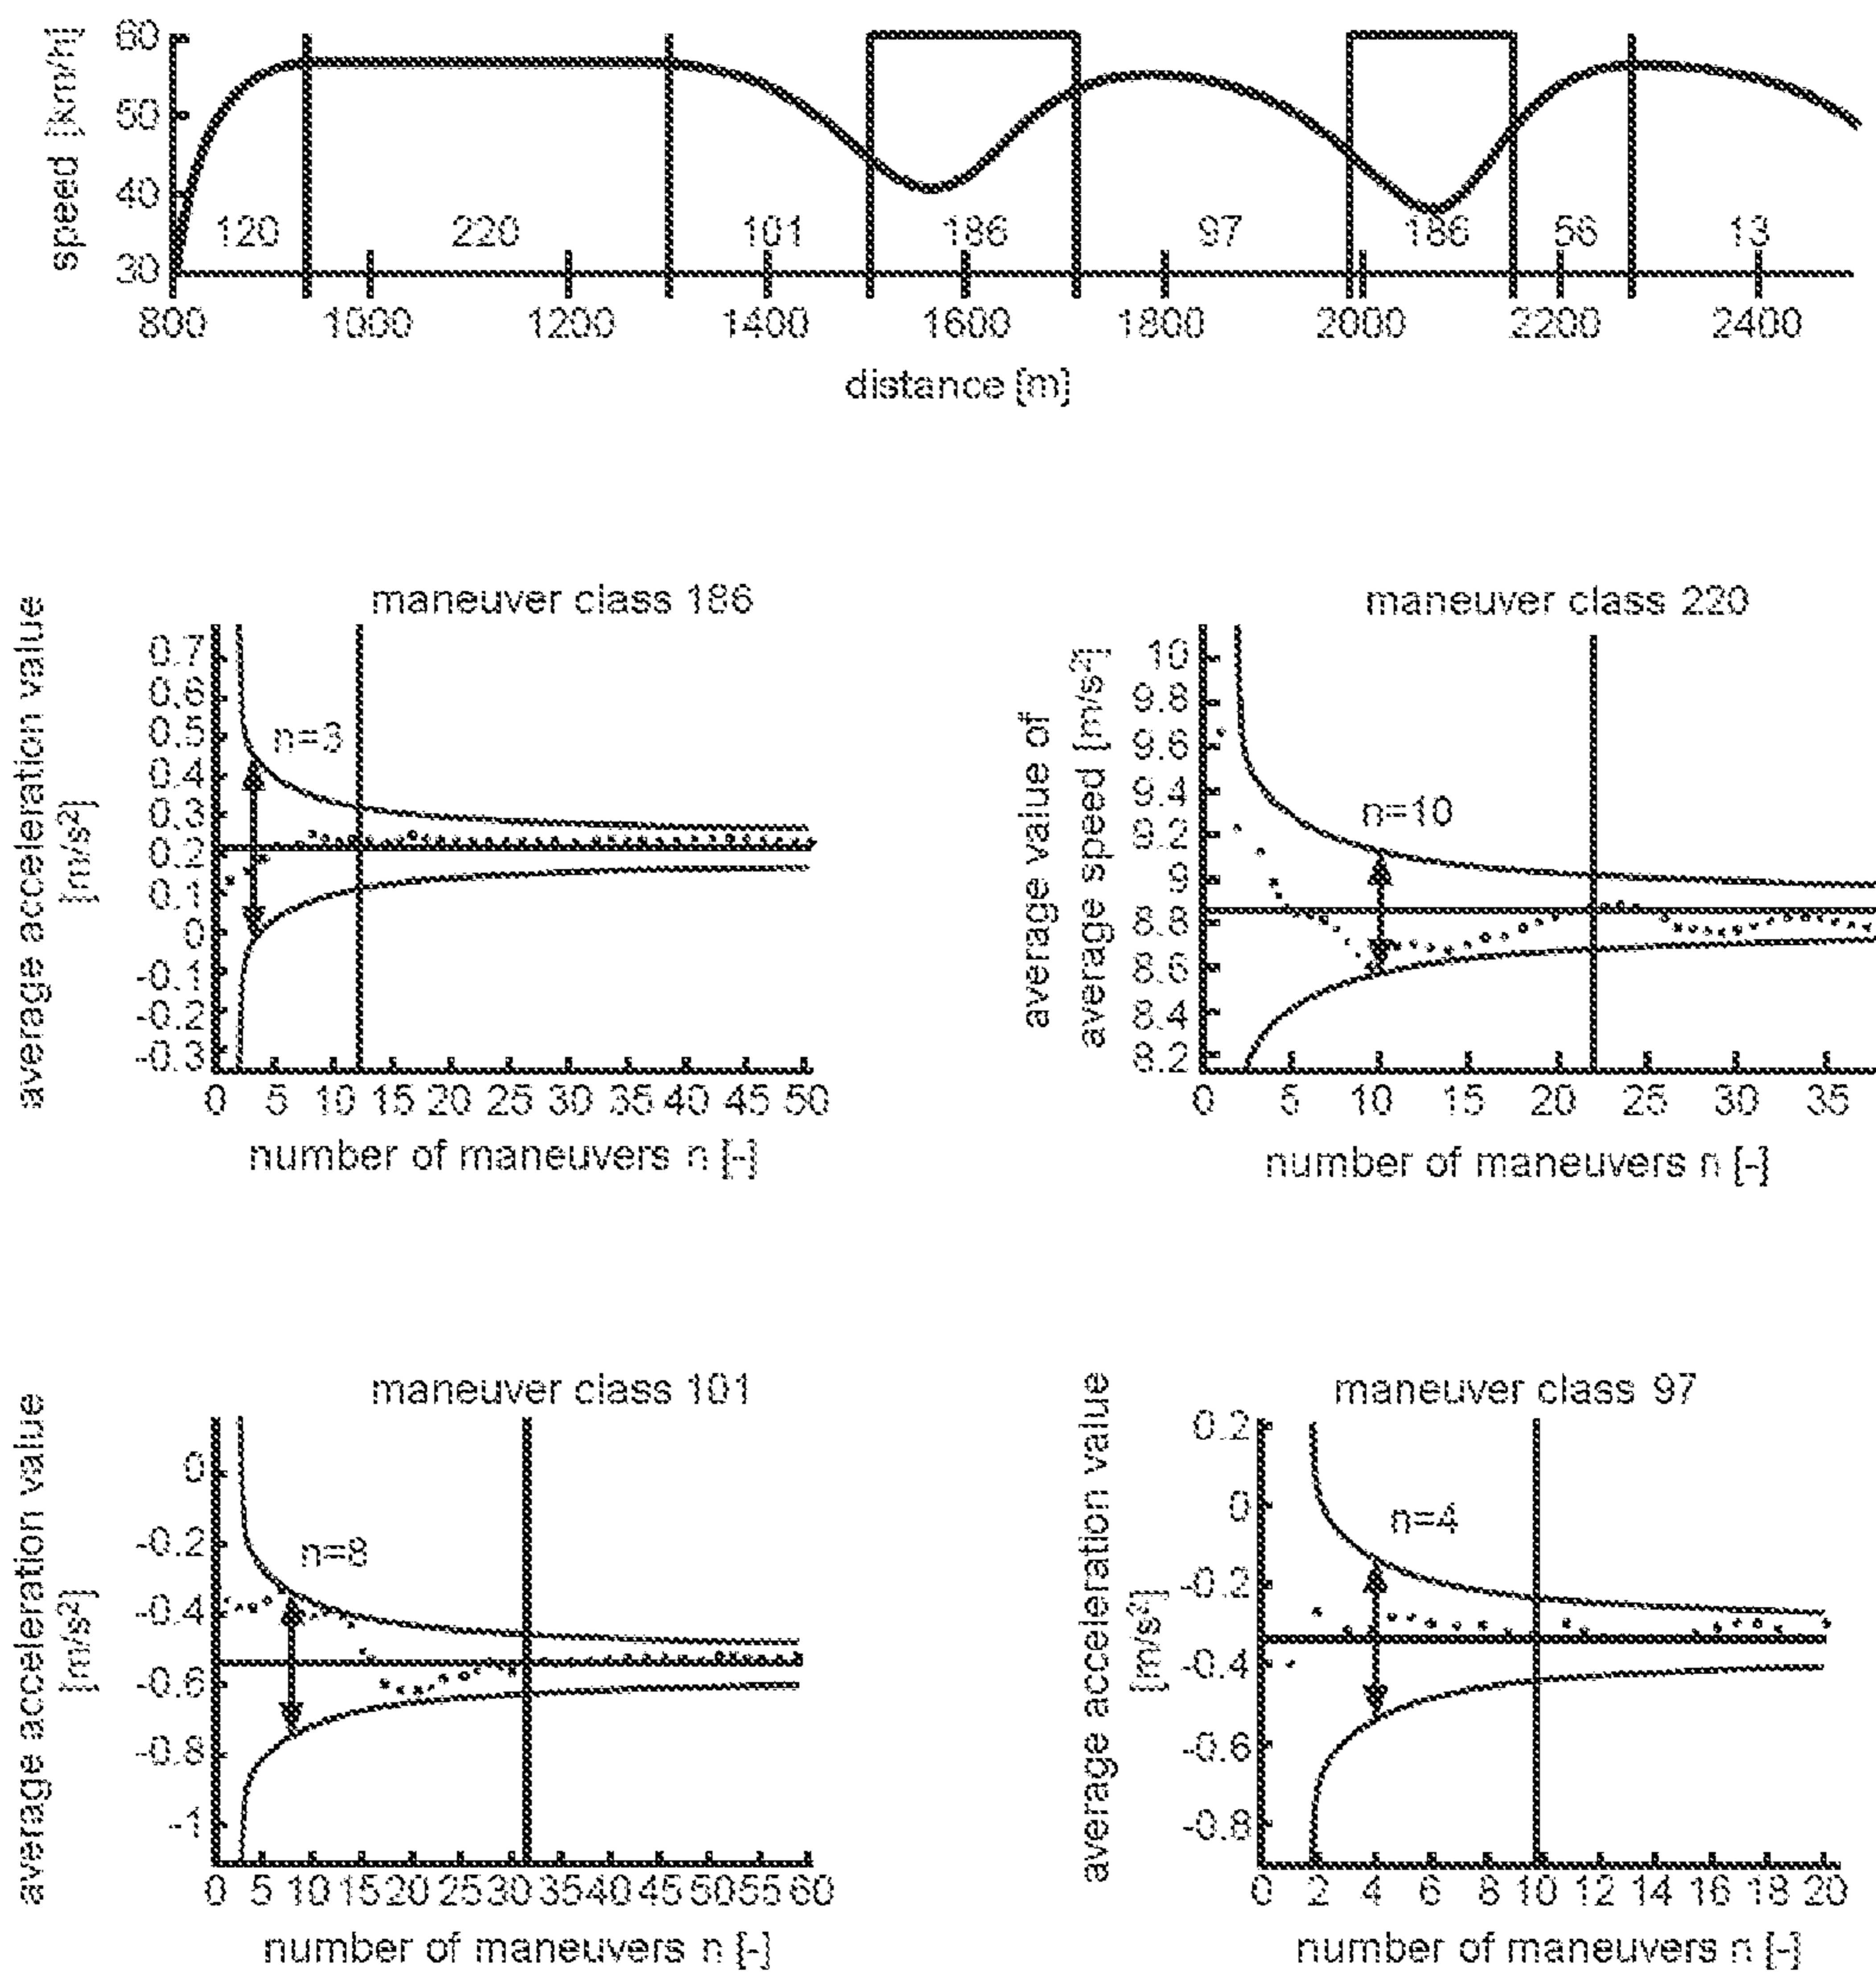 speed [km/h]
60
50
40
30
120 220 101 186 97 186 56 13
800 1000 1200 1400 1600 1800 2000 2200 2400
distance [m]
maneuver class 186
average acceleration value
[m/s²]
0.7
0.6
0.5
0.4
0.3
0.2
0.1
0
-0.1
-0.2
-0.3
n=3
0 5 10 15 20 25 30 35 40 45 50
number of maneuvers n [-]
maneuver class 220
average value of
average speed [m/s²]
10
9.8
9.6
9.4
9.2
9
8.8
8.6
8.4
8.2
n=10
0 5 10 15 20 25 30 35
number of maneuvers n [-]
maneuver class 101
average acceleration value
[m/s²]
0
-0.2
-0.4
-0.6
-0.8
-1
n=8
0 5 10 15 20 25 30 35 40 45 50 55 60
number of maneuvers n [-]
maneuver class 97
average acceleration value
[m/s²]
0.2
0
-0.2
-0.4
-0.6
-0.8
n=4
0 2 4 6 8 10 12 14 16 18 20
number of maneuvers n [-]